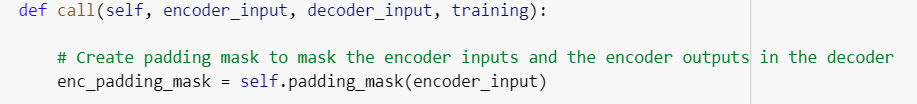 def call(self, encoder_input, decoder_input, training):
# Create padding mask to mask the encoder inputs and the encoder outputs in the decoder
enc_padding_mask = self.padding_mask(encoder_input)